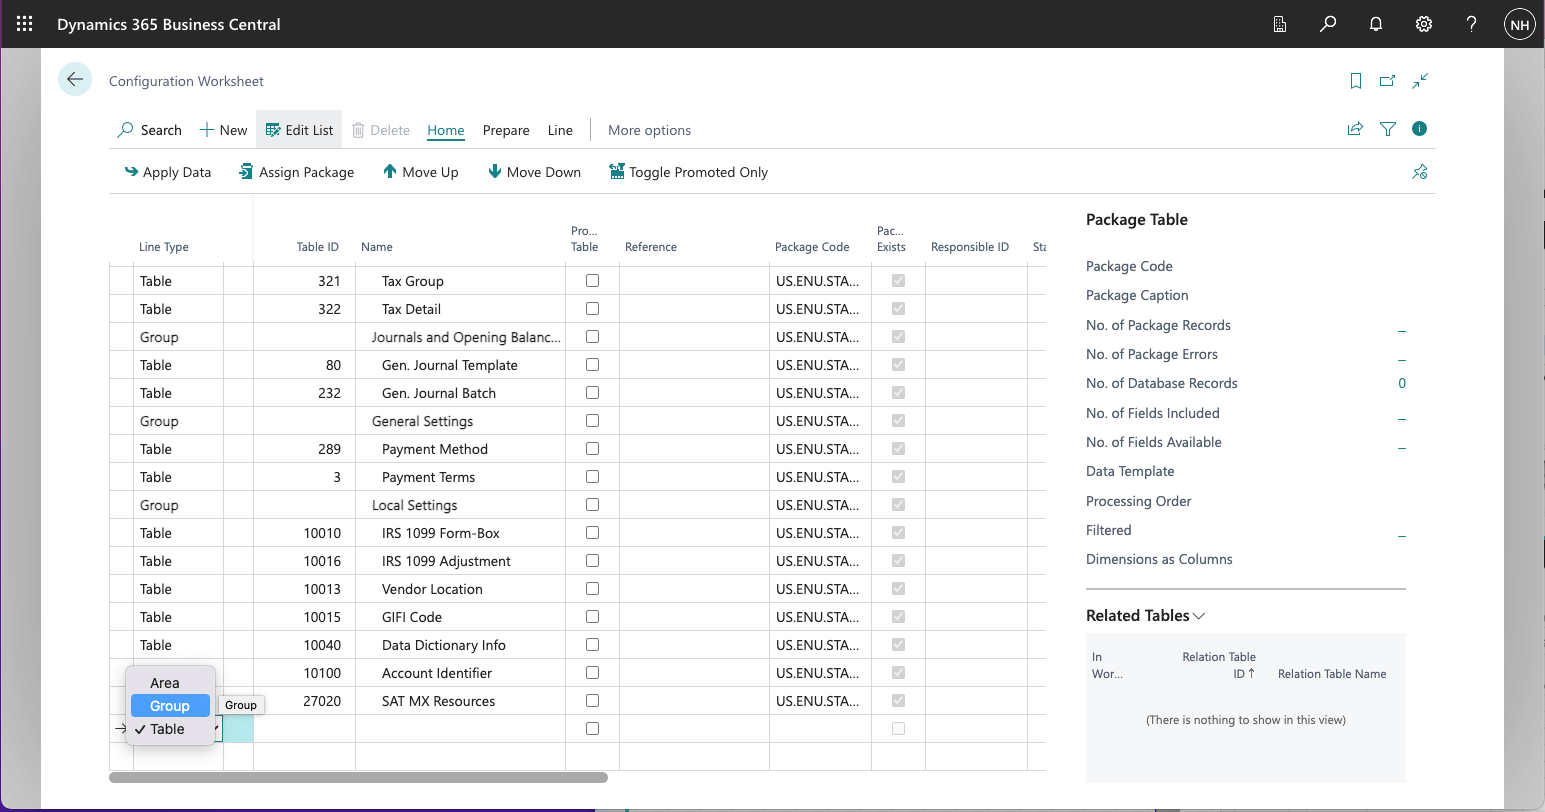 Dynamics 365 Business Central
NH
Configuration Worksheet
Search New Edit List Delete Home Prepare Line More options
Apply Data Assign Package Move Up Move Down Toggle Promoted Only
Line Type Table ID Name Pro... Table Reference Package Code Pac... Exists Responsible ID Sta
Table 321 Tax Group US.ENU.STA...
Table 322 Tax Detail US.ENU.STA...
Group Journals and Opening Balanc... US.ENU.STA...
Table 80 Gen. Journal Template US.ENU.STA...
Table 232 Gen. Journal Batch US.ENU.STA...
Group General Settings US.ENU.STA...
Table 289 Payment Method US.ENU.STA...
Table 3 Payment Terms US.ENU.STA...
Group Local Settings US.ENU.STA...
Table 10010 IRS 1099 Form-Box US.ENU.STA...
Table 10016 IRS 1099 Adjustment US.ENU.STA...
Table 10013 Vendor Location US.ENU.STA...
Table 10015 GIFI Code US.ENU.STA...
Table 10040 Data Dictionary Info US.ENU.STA...
10100 Account Identifier US.ENU.STA...
27020 SAT MX Resources US.ENU.STA...
Area
Group
Table
Group
Package Table
Package Code
Package Caption
No. of Package Records _
No. of Package Errors _
No. of Database Records 0
No. of Fields Included _
No. of Fields Available _
Data Template
Processing Order
Filtered _
Dimensions as Columns
Related Tables
In Wor... Relation Table ID ↑ Relation Table Name
(There is nothing to show in this view)